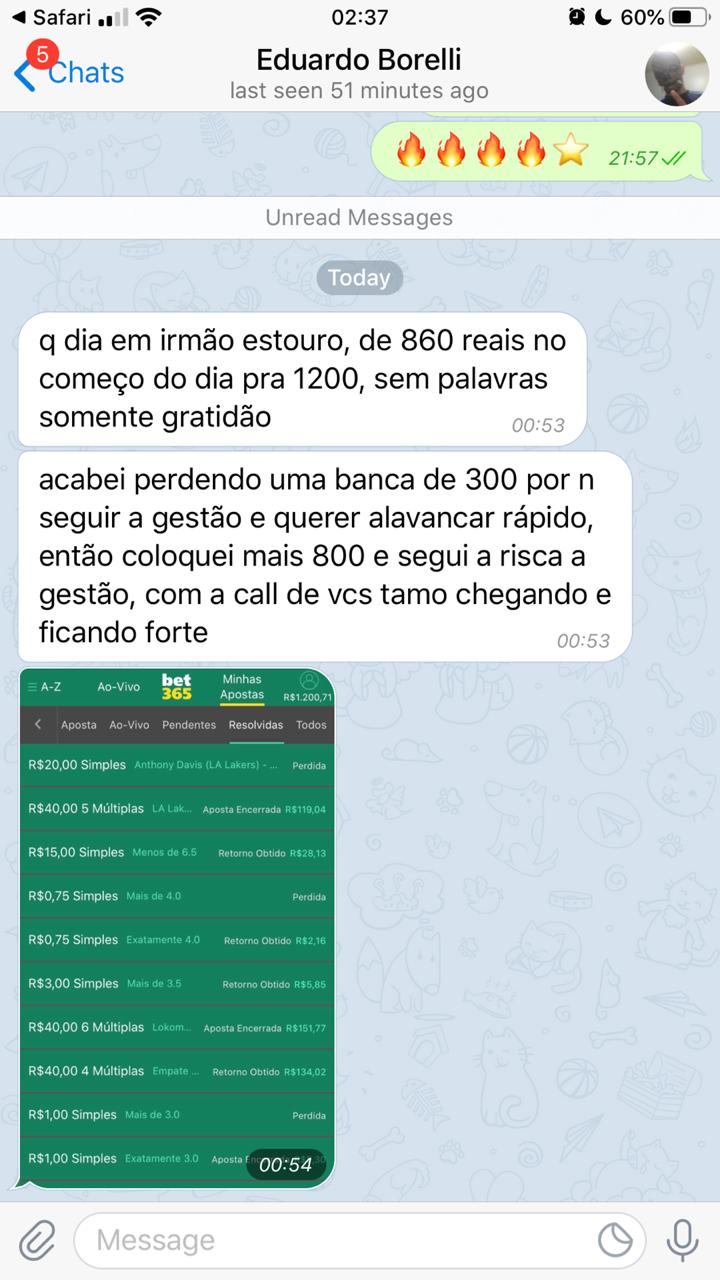 Safari 02:37 60%
5
Chats
Eduardo Borelli
last seen 51 minutes ago
🔥🔥🔥🔥⭐ 21:57
Unread Messages
Today
q dia em irmão estouro, de 860 reais no
começo do dia pra 1200, sem palavras
somente gratidão
00:53
acabei perdendo uma banca de 300 por n
seguir a gestão e querer alavancar rápido,
então coloquei mais 800 e segui a risca a
gestão, com a call de vcs tamo chegando e
ficando forte
00:53
A-Z Ao-Vivo bet365 Minhas Apostas R$1.200,71
Aposta Ao-Vivo Pendentes Resolvidas Todos
R$20,00 Simples Anthony Davis (LA Lakers) - ... Perdida
R$40,00 5 Múltiplas LA Lak... Aposta Encerrada R$119,04
R$15,00 Simples Menos de 6.5 Retorno Obtido R$28,13
R$0,75 Simples Mais de 4.0 Perdida
R$0,75 Simples Exatamente 4.0 Retorno Obtido R$2,16
R$3,00 Simples Mais de 3.5 Retorno Obtido R$5,85
R$40,00 6 Múltiplas Lokom... Aposta Encerrada R$151,77
R$40,00 4 Múltiplas Empate ... Retorno Obtido R$134,02
R$1,00 Simples Mais de 3.0 Perdida
R$1,00 Simples Exatamente 3.0 Aposta
00:54
Message